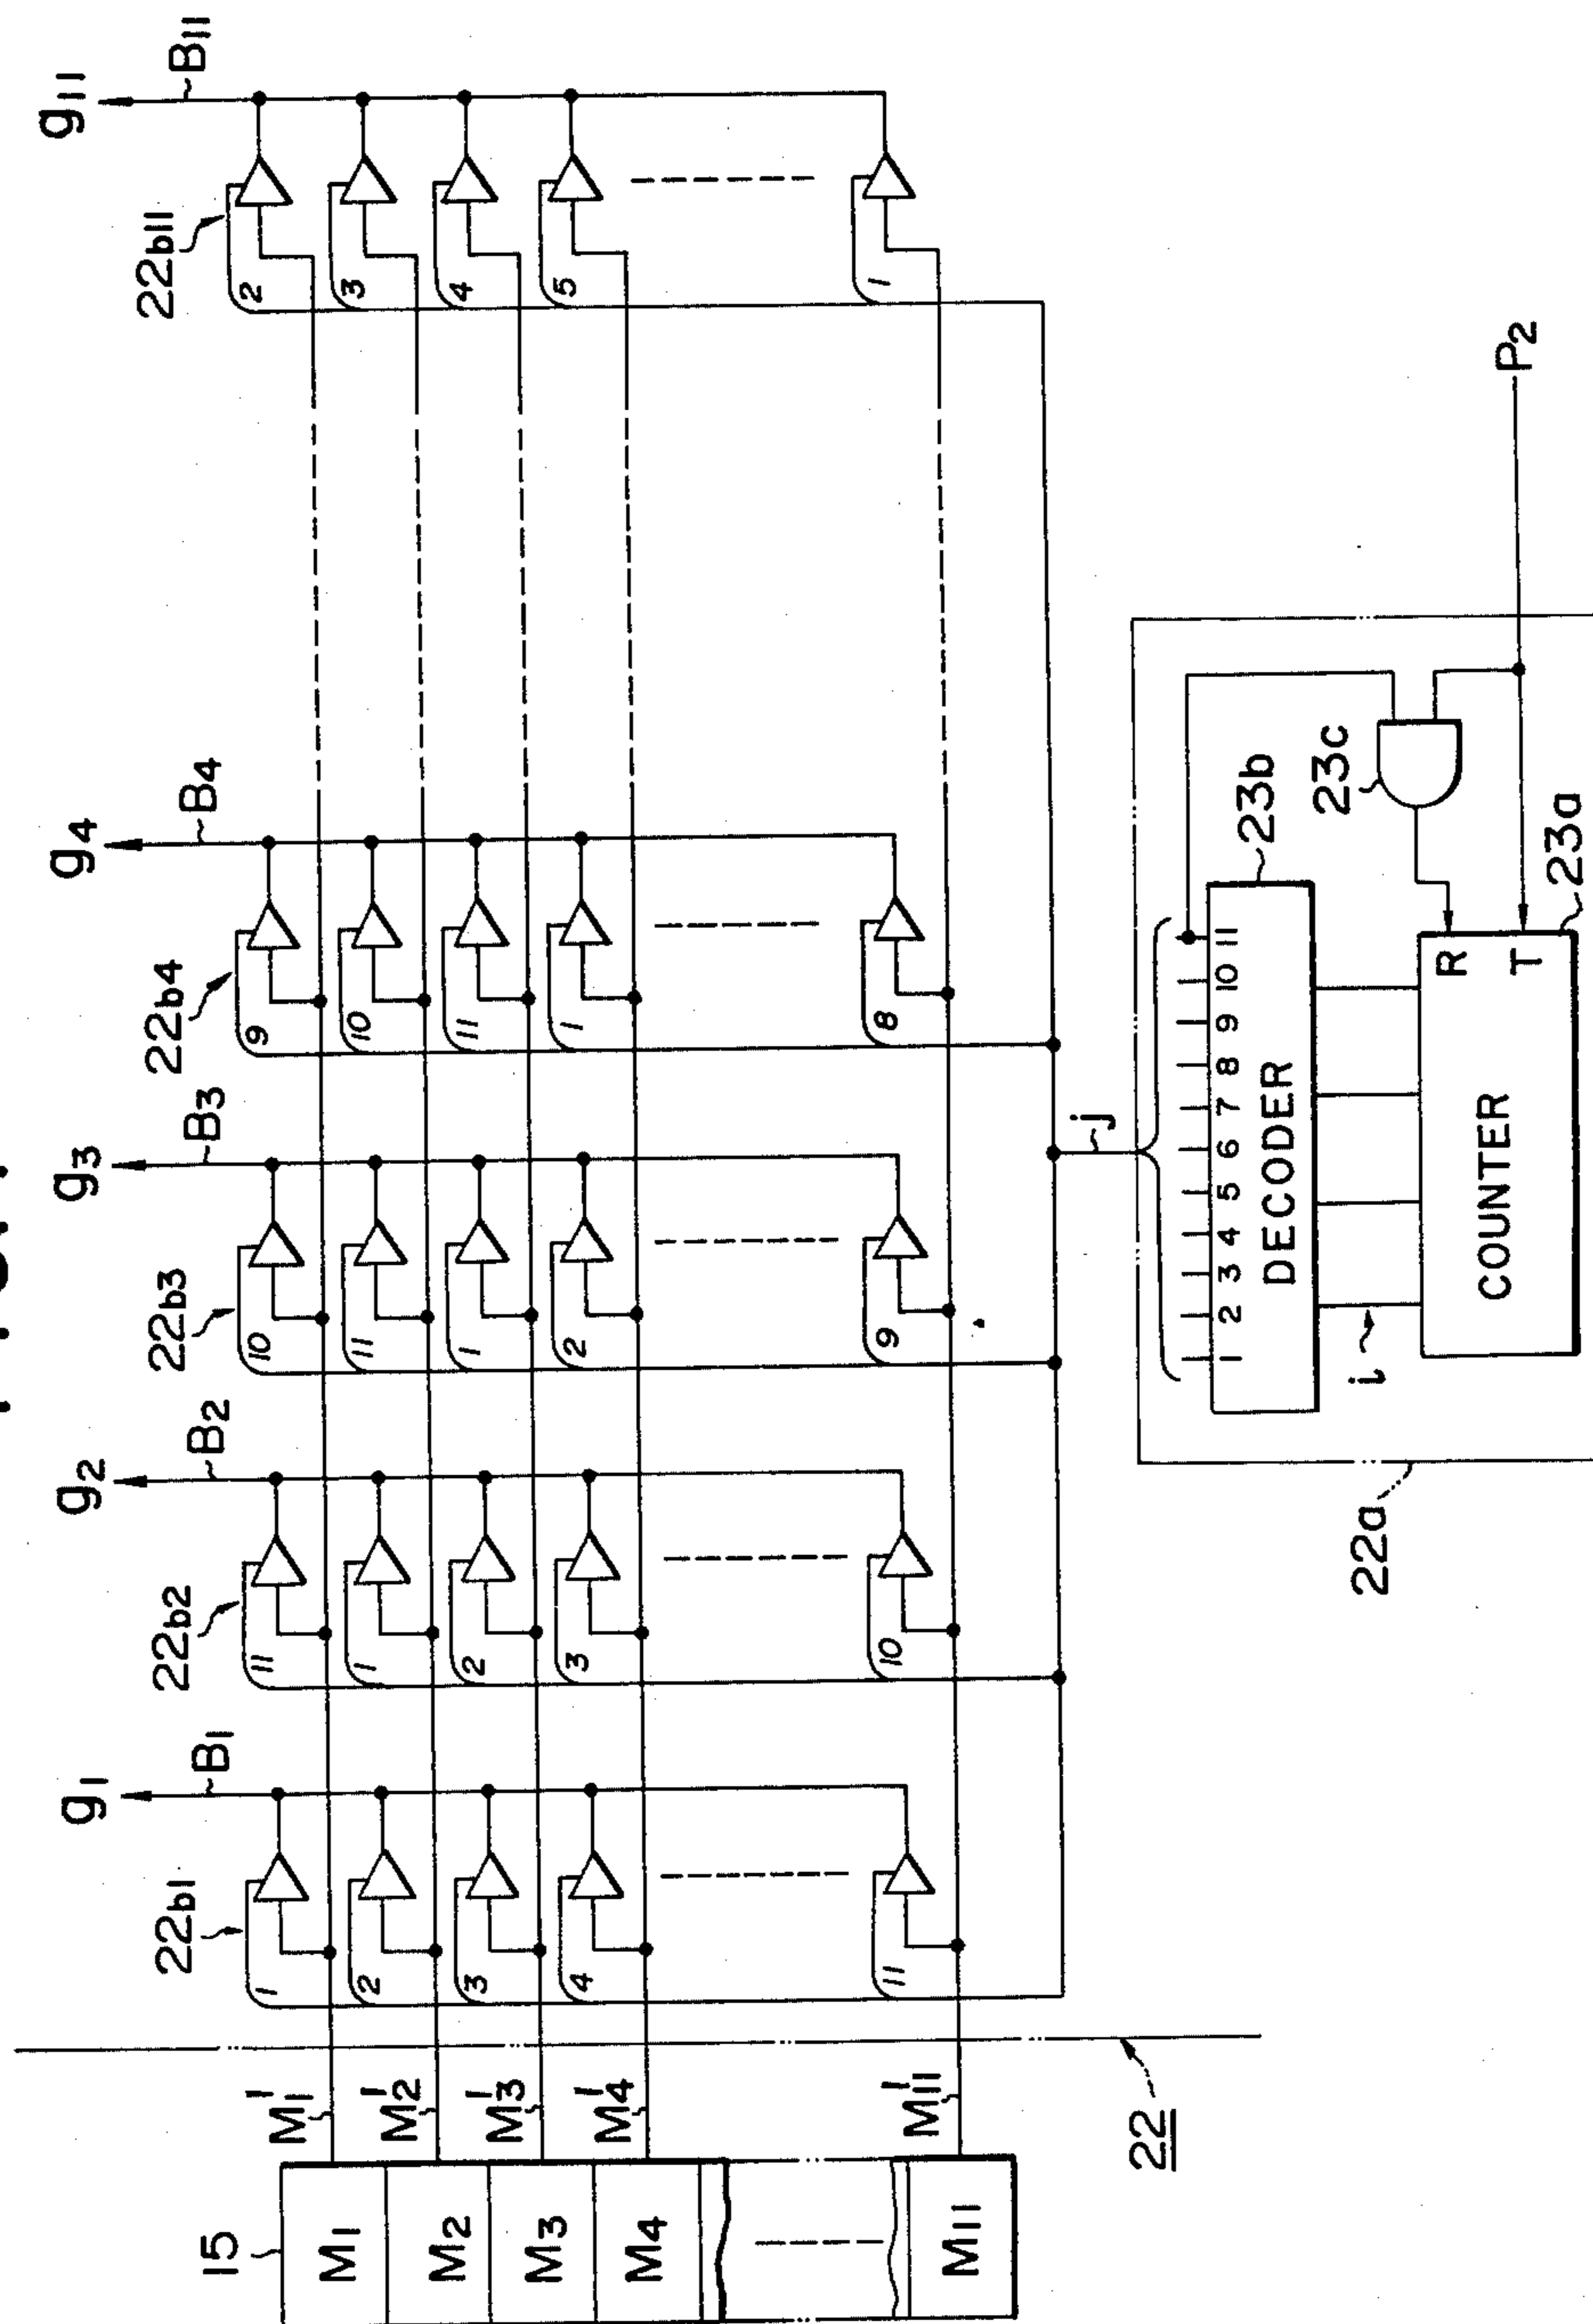 g1 g2 g3 g4 g11
B1 B2 B3 B4 B11
22b1 22b2 22b3 22b4 22b11
15
M1 M'1 1 11 10 9 2
M2 M'2 2 1 11 10 3
M3 M'3 3 2 1 11 4
M4 M'4 4 3 2 1 5
M11 M'11 11 10 9 8 1
22
j
22a
1 2 3 4 5 6 7 8 9 10 11
DECODER
23b
23c
P2
i
R
T
COUNTER
23a